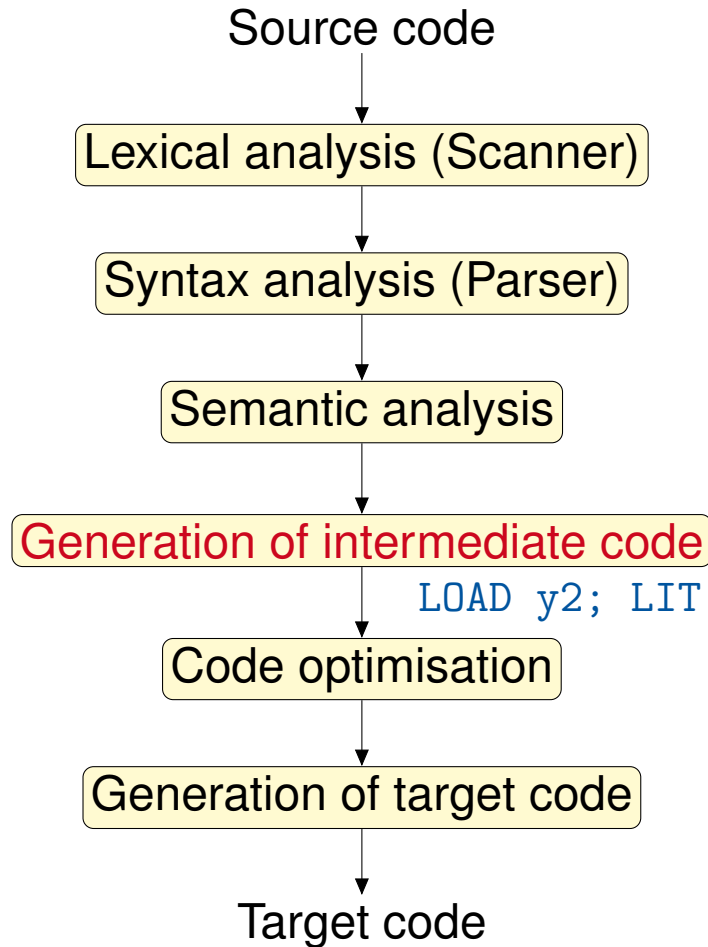 Source code
Lexical analysis (Scanner)
Syntax analysis (Parser)
Semantic analysis
Generation of intermediate code
LOAD y2; LIT
Code optimisation
Generation of target code
Target code